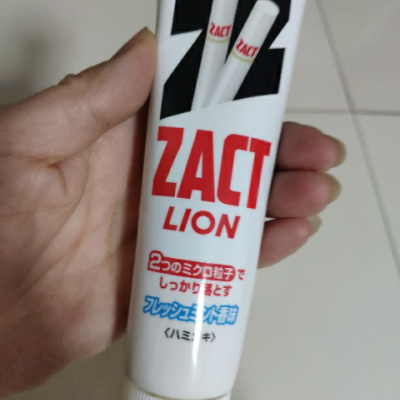 ZACT
ZACT
LION
2つのミクロ粒子で
しっかり落とす
フレッシュミント香味
〈ハミガキ〉